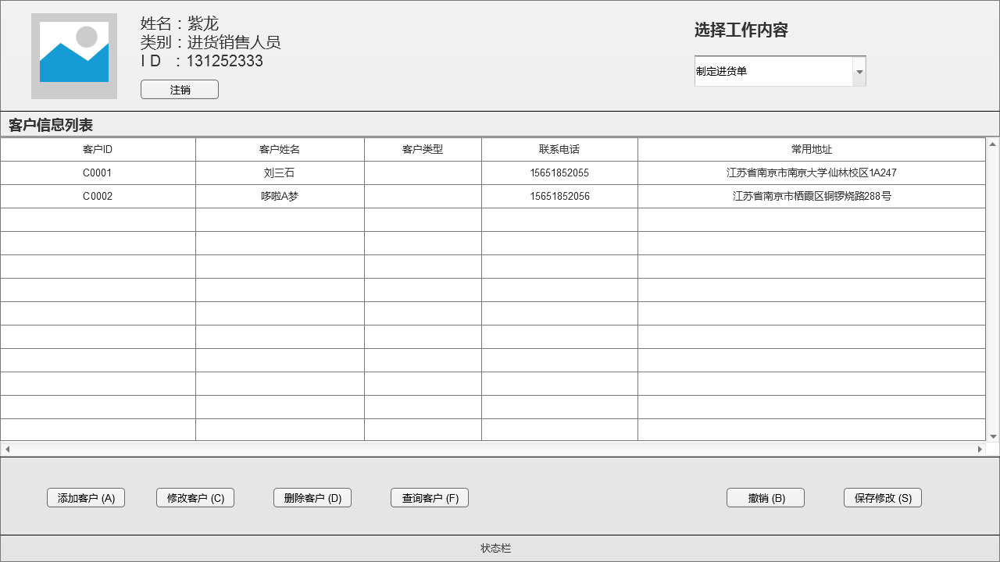 姓名：紫龙
类别：进货销售人员
I D ：131252333
注销
选择工作内容
制定进货单
客户信息列表
客户ID 客户姓名 客户类型 联系电话 常用地址
C0001 刘三石 15651852055 江苏省南京市南京大学仙林校区1A247
C0002 哆啦A梦 15651852056 江苏省南京市栖霞区铜锣烧路288号
添加客户 (A) 修改客户 (C) 删除客户 (D) 查询客户 (F) 撤销 (B) 保存修改 (S)
状态栏